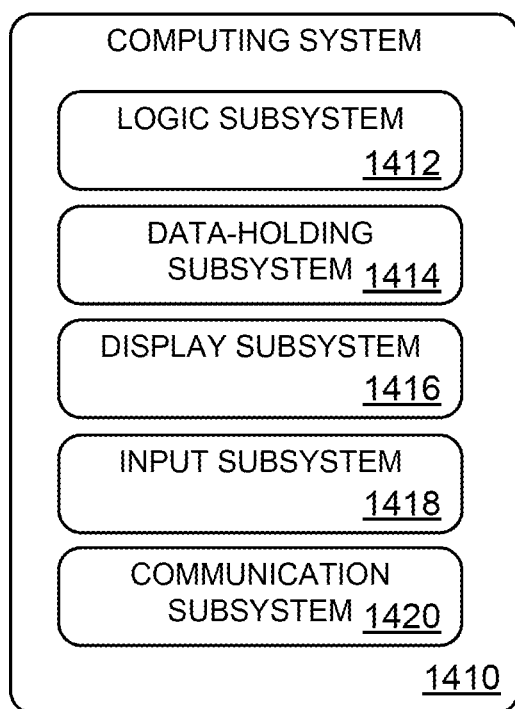 COMPUTING SYSTEM
LOGIC SUBSYSTEM
1412
DATA-HOLDING
SUBSYSTEM 1414
DISPLAY SUBSYSTEM
1416
INPUT SUBSYSTEM
1418
COMMUNICATION
SUBSYSTEM 1420
1410